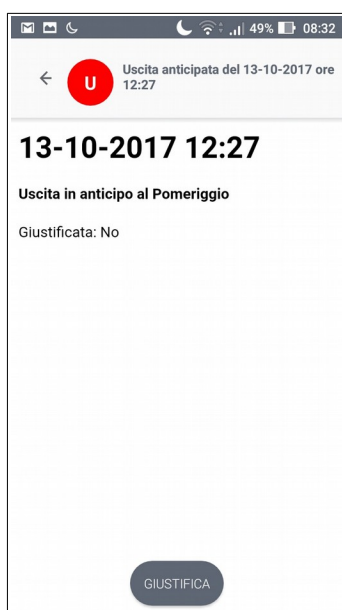 49% 08:32
U
Uscita anticipata del 13-10-2017 ore
12:27
13-10-2017 12:27
Uscita in anticipo al Pomeriggio
Giustificata: No
GIUSTIFICA